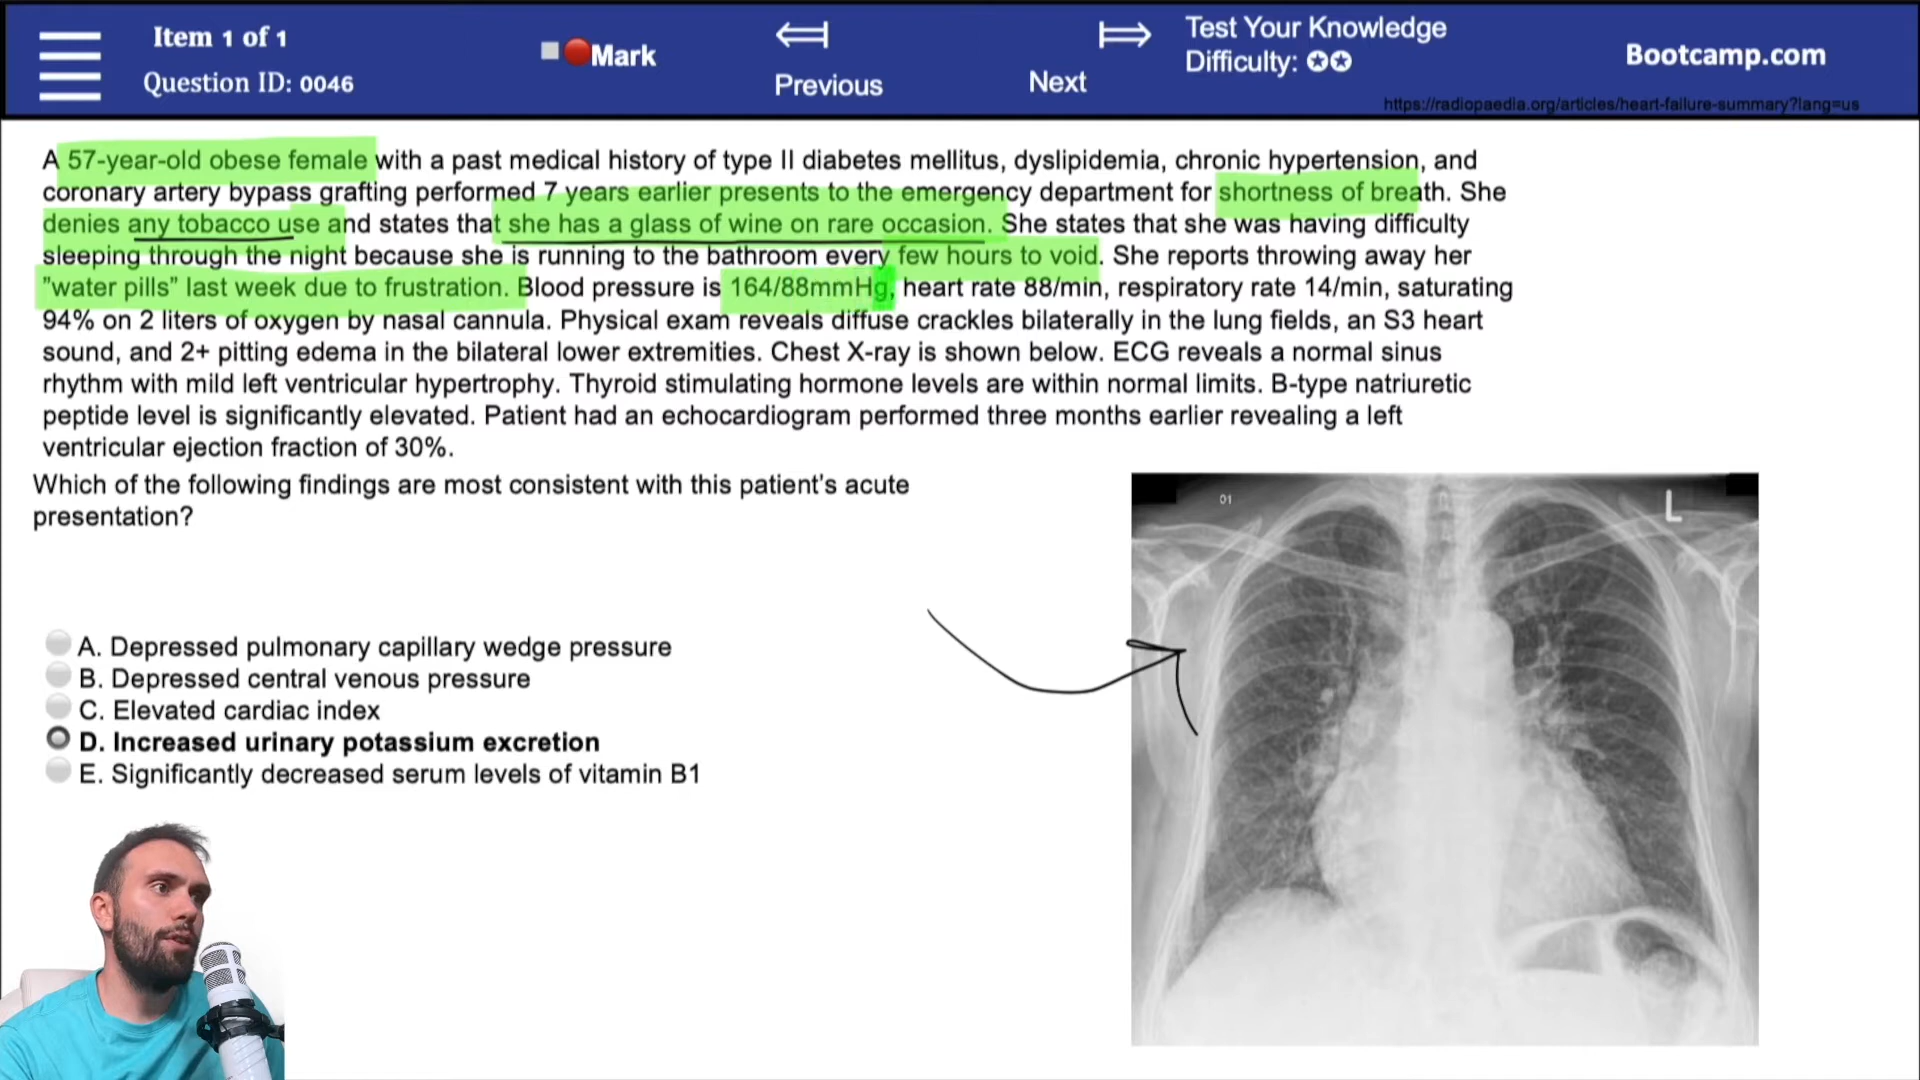 Item 1 of 1
Question ID: 0046
Mark
Previous
Next
Test Your Knowledge
Difficulty: ✪✪
Bootcamp.com
https://radiopaedia.org/articles/heart-failure-summary?lang=us
A 57-year-old obese female with a past medical history of type II diabetes mellitus, dyslipidemia, chronic hypertension, and
coronary artery bypass grafting performed 7 years earlier presents to the emergency department for shortness of breath. She
denies any tobacco use and states that she has a glass of wine on rare occasion. She states that she was having difficulty
sleeping through the night because she is running to the bathroom every few hours to void. She reports throwing away her
"water pills" last week due to frustration. Blood pressure is 164/88mmHg, heart rate 88/min, respiratory rate 14/min, saturating
94% on 2 liters of oxygen by nasal cannula. Physical exam reveals diffuse crackles bilaterally in the lung fields, an S3 heart
sound, and 2+ pitting edema in the bilateral lower extremities. Chest X-ray is shown below. ECG reveals a normal sinus
rhythm with mild left ventricular hypertrophy. Thyroid stimulating hormone levels are within normal limits. B-type natriuretic
peptide level is significantly elevated. Patient had an echocardiogram performed three months earlier revealing a left
ventricular ejection fraction of 30%.
Which of the following findings are most consistent with this patient's acute
presentation?
A. Depressed pulmonary capillary wedge pressure
B. Depressed central venous pressure
C. Elevated cardiac index
D. Increased urinary potassium excretion
E. Significantly decreased serum levels of vitamin B1
01
L